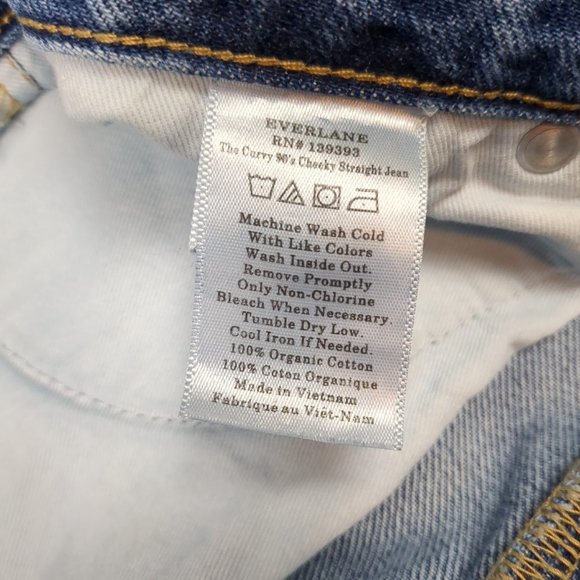 EVERLANE
RN# 139393
The Curvy 90's Cheeky Straight Jean
Machine Wash Cold
With Like Colors
Wash Inside Out.
Remove Promptly
Only Non-Chlorine
Bleach When Necessary.
Tumble Dry Low.
Cool Iron If Needed.
100% Organic Cotton
100% Coton Organique
Made in Vietnam
Fabrique au Viet-Nam